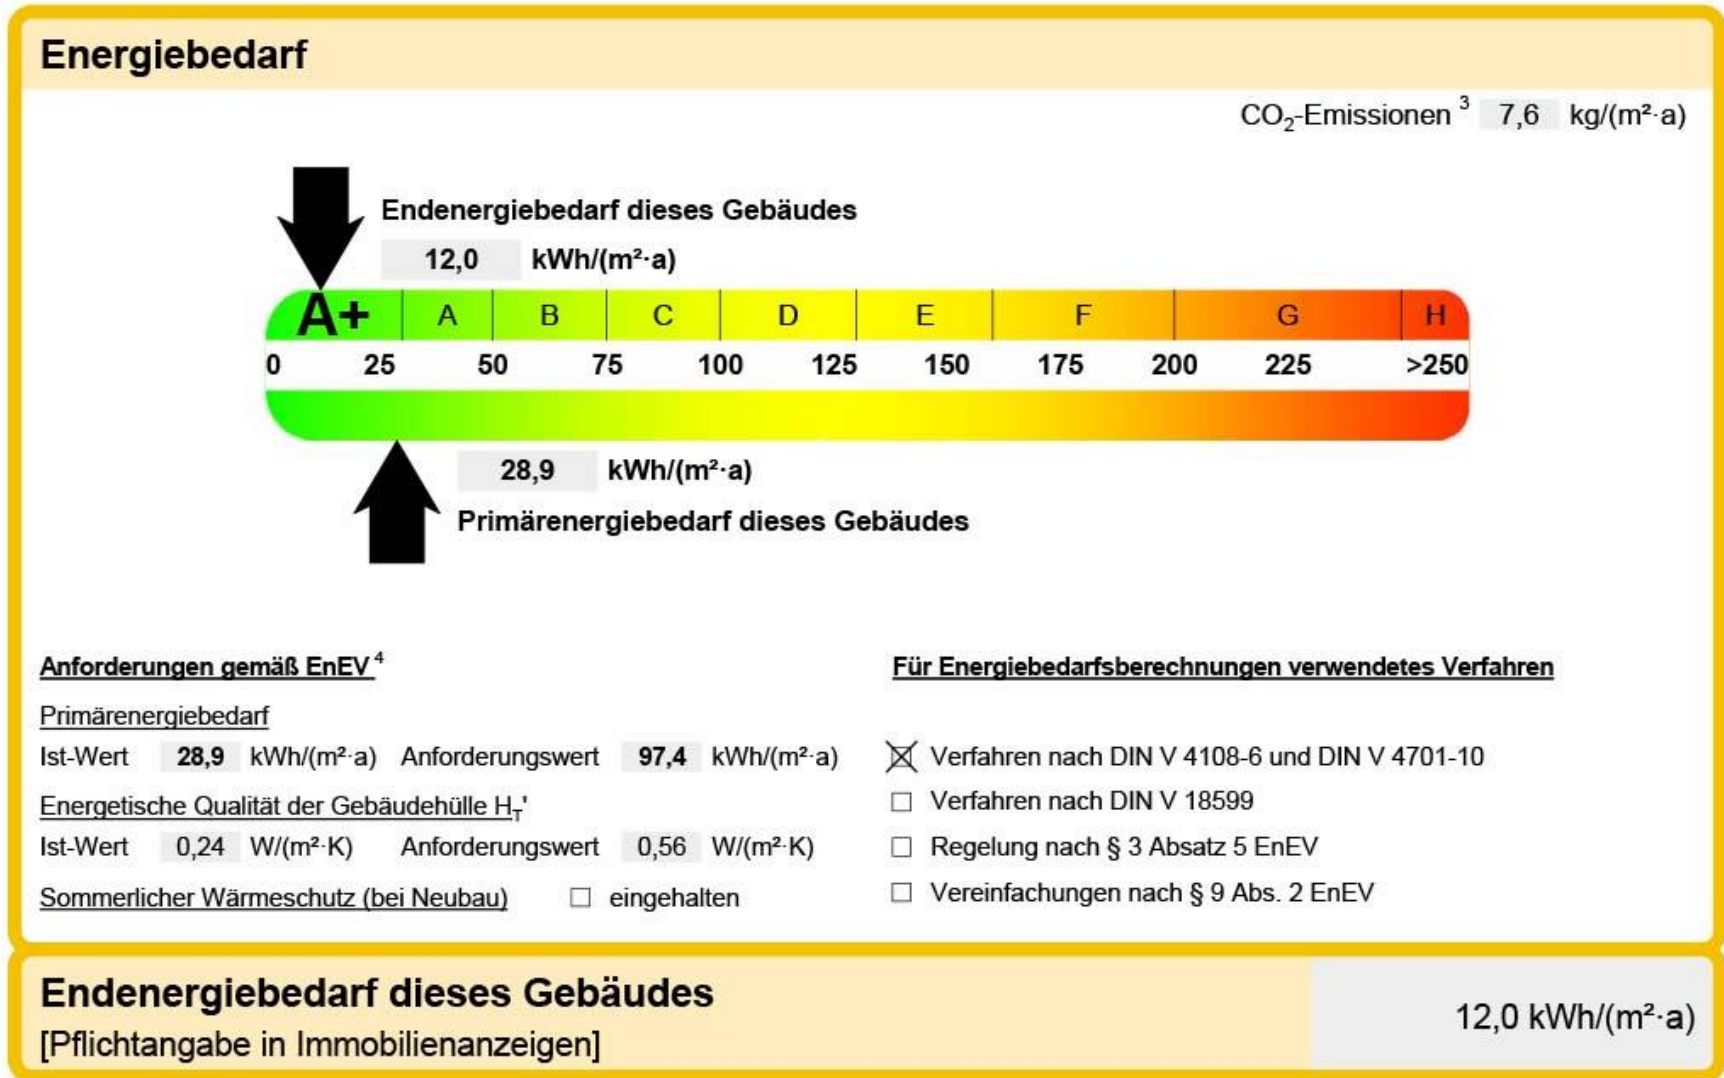 Energiebedarf
CO₂-Emissionen ³ 7,6 kg/(m²·a)
Endenergiebedarf dieses Gebäudes
12,0 kWh/(m²·a)
A+ A B C D E F G H
0 25 50 75 100 125 150 175 200 225 >250
28,9 kWh/(m²·a)
Primärenergiebedarf dieses Gebäudes
Anforderungen gemäß EnEV ⁴
Primärenergiebedarf
Ist-Wert 28,9 kWh/(m²·a) Anforderungswert 97,4 kWh/(m²·a)
Energetische Qualität der Gebäudehülle H_T'
Ist-Wert 0,24 W/(m²·K) Anforderungswert 0,56 W/(m²·K)
Sommerlicher Wärmeschutz (bei Neubau) ☐ eingehalten
Für Energiebedarfsberechnungen verwendetes Verfahren
☒ Verfahren nach DIN V 4108-6 und DIN V 4701-10
☐ Verfahren nach DIN V 18599
☐ Regelung nach § 3 Absatz 5 EnEV
☐ Vereinfachungen nach § 9 Abs. 2 EnEV
Endenergiebedarf dieses Gebäudes
[Pflichtangabe in Immobilienanzeigen]
12,0 kWh/(m²·a)